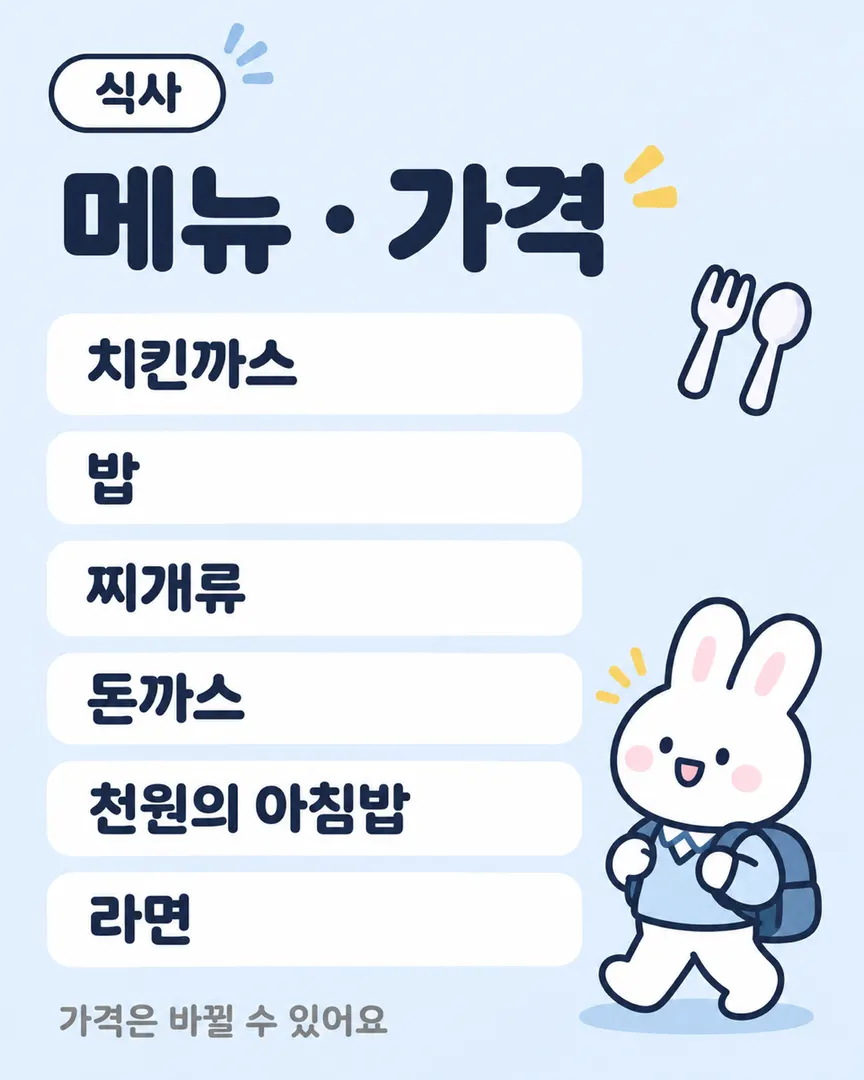 식사
메뉴 · 가격
치킨까스
밥
찌개류
돈까스
천원의 아침밥
라면
가격은 바뀔 수 있어요